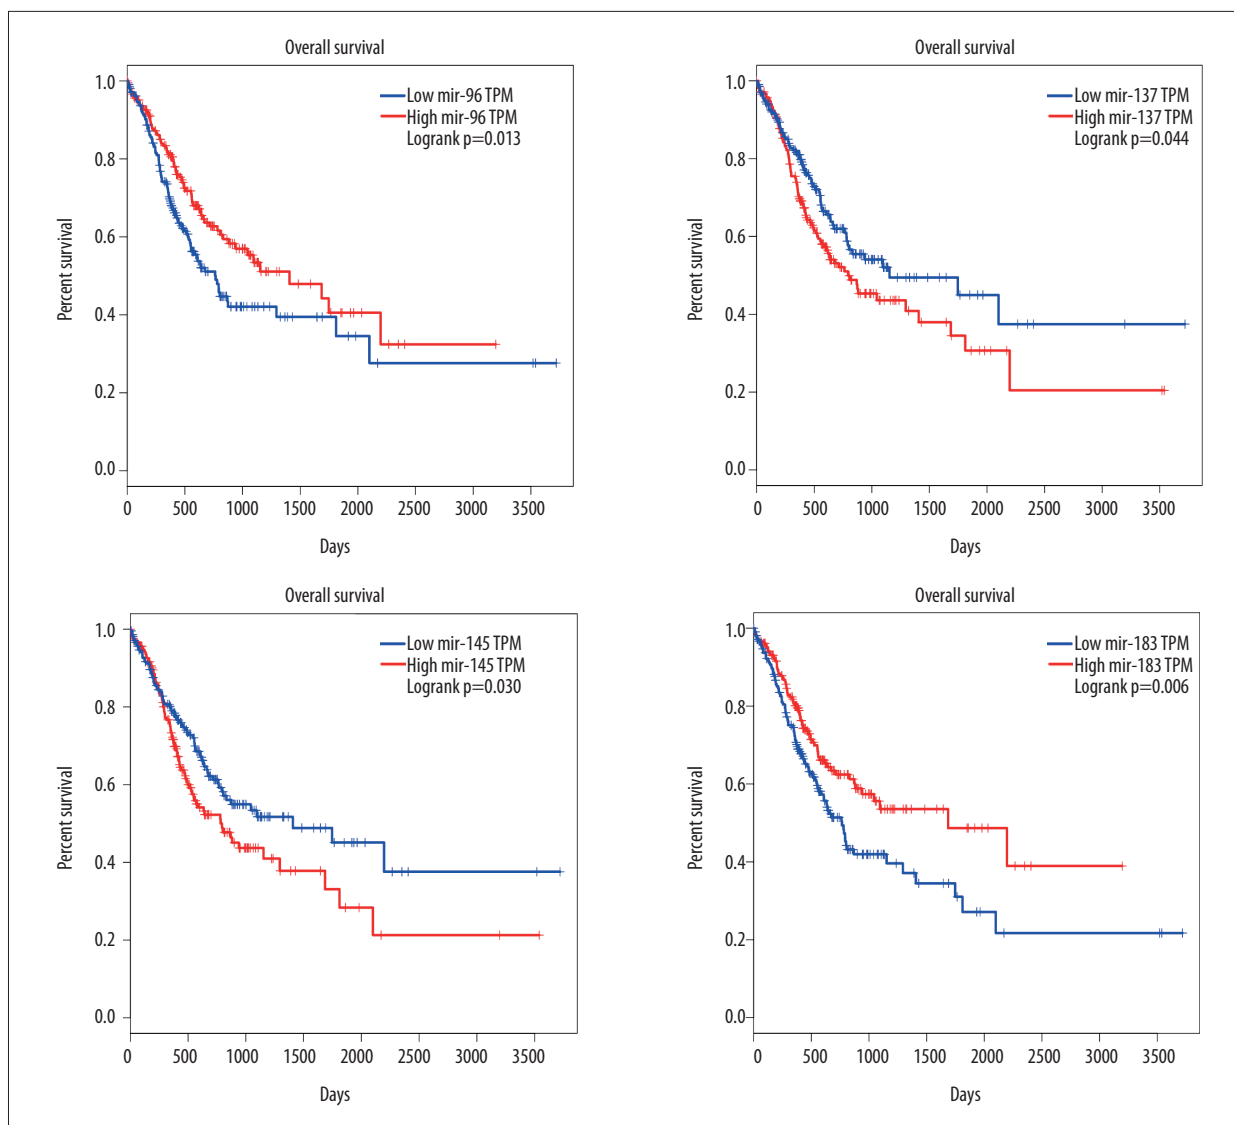 Overall survival
Low mir-96 TPM
High mir-96 TPM
Logrank p=0.013
Percent survival
1.0
0.8
0.6
0.4
0.2
0.0
0 500 1000 1500 2000 2500 3000 3500
Days
Overall survival
Low mir-137 TPM
High mir-137 TPM
Logrank p=0.044
Percent survival
1.0
0.8
0.6
0.4
0.2
0.0
0 500 1000 1500 2000 2500 3000 3500
Days
Overall survival
Low mir-145 TPM
High mir-145 TPM
Logrank p=0.030
Percent survival
1.0
0.8
0.6
0.4
0.2
0.0
0 500 1000 1500 2000 2500 3000 3500
Days
Overall survival
Low mir-183 TPM
High mir-183 TPM
Logrank p=0.006
Percent survival
1.0
0.8
0.6
0.4
0.2
0.0
0 500 1000 1500 2000 2500 3000 3500
Days